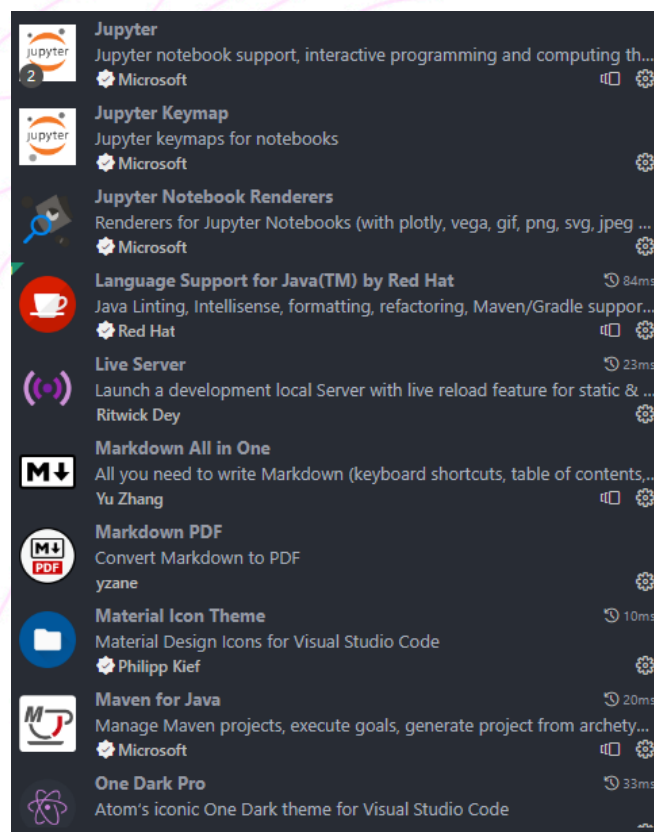 Jupyter
jupyter
Jupyter notebook support, interactive programming and computing th...
2
Microsoft
Jupyter Keymap
jupyter
Jupyter keymaps for notebooks
Microsoft
Jupyter Notebook Renderers
Renderers for Jupyter Notebooks (with plotly, vega, gif, png, svg, jpeg ...
Microsoft
Language Support for Java(TM) by Red Hat 84ms
Java Linting, Intellisense, formatting, refactoring, Maven/Gradle suppor...
Red Hat
Live Server 23ms
Launch a development local Server with live reload feature for static & ...
Ritwick Dey
Markdown All in One
M
All you need to write Markdown (keyboard shortcuts, table of contents,...
Yu Zhang
Markdown PDF
M
PDF
Convert Markdown to PDF
yzane
Material Icon Theme 10ms
Material Design Icons for Visual Studio Code
Philipp Kief
Maven for Java 20ms
M
Manage Maven projects, execute goals, generate project from archety...
Microsoft
One Dark Pro 33ms
Atom's iconic One Dark theme for Visual Studio Code